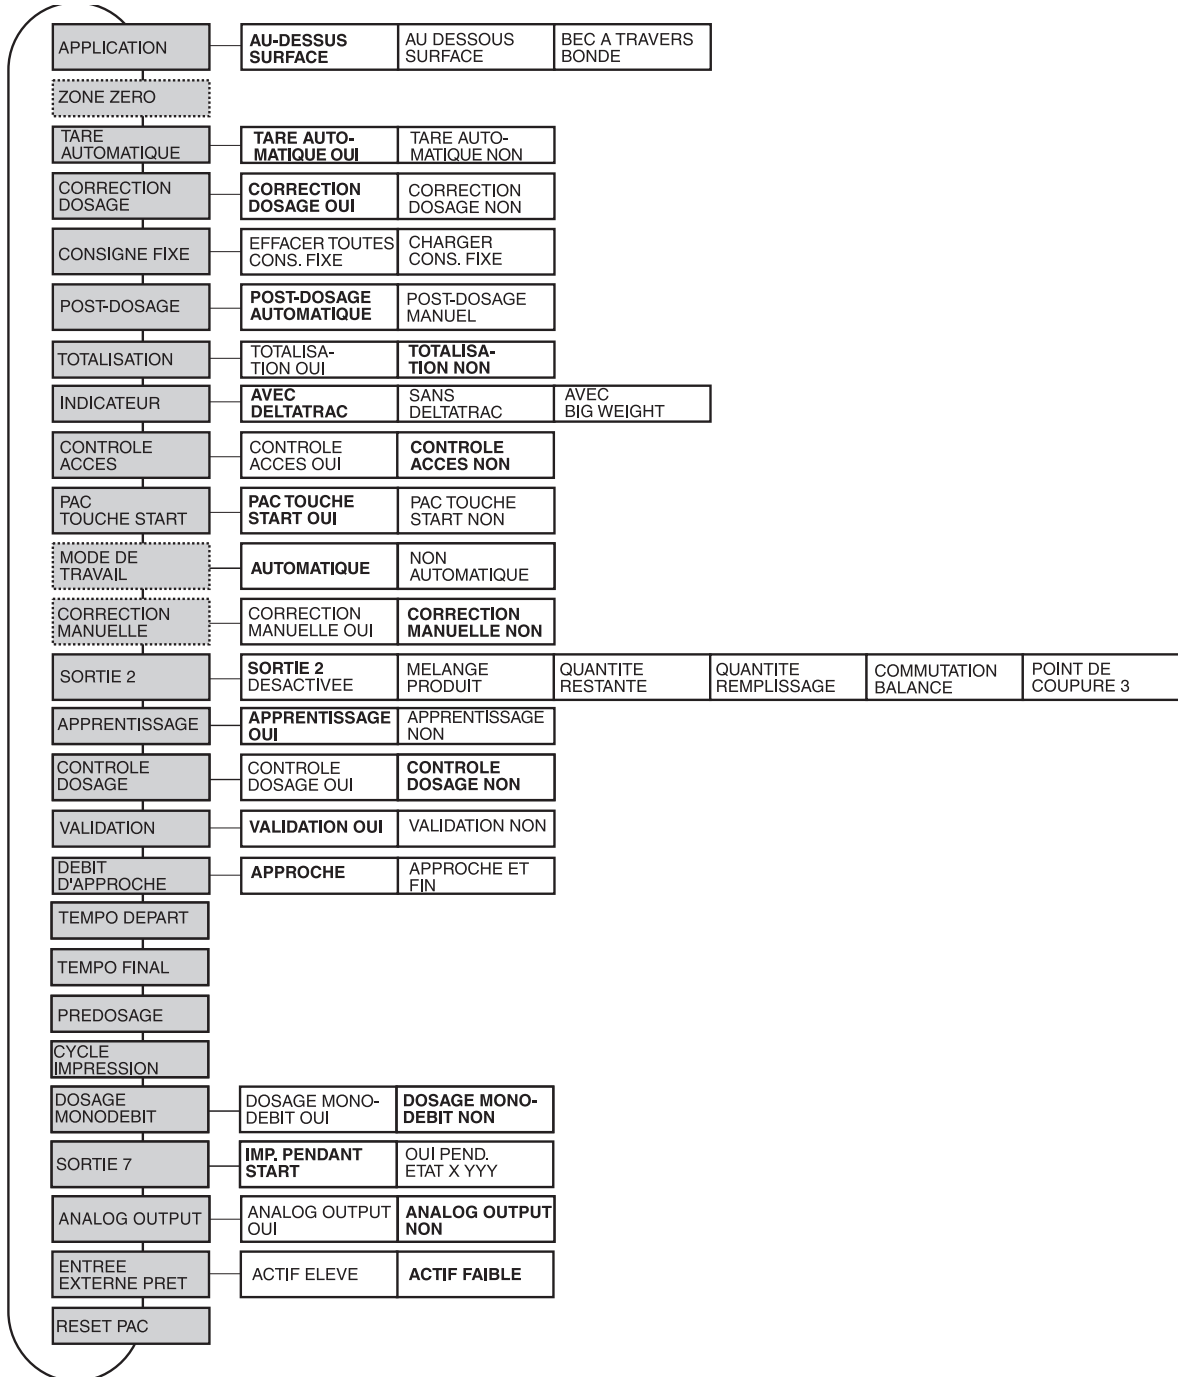 APPLICATION
AU-DESSUS
SURFACE
AU DESSOUS
SURFACE
BEC A TRAVERS
BONDE
ZONE ZERO
TARE
AUTOMATIQUE
TARE AUTO-
MATIQUE OUI
TARE AUTO-
MATIQUE NON
CORRECTION
DOSAGE
CORRECTION
DOSAGE OUI
CORRECTION
DOSAGE NON
CONSIGNE FIXE
EFFACER TOUTES
CONS. FIXE
CHARGER
CONS. FIXE
POST-DOSAGE
POST-DOSAGE
AUTOMATIQUE
POST-DOSAGE
MANUEL
TOTALISATION
TOTALISA-
TION OUI
TOTALISA-
TION NON
INDICATEUR
AVEC
DELTATRAC
SANS
DELTATRAC
AVEC
BIG WEIGHT
CONTROLE
ACCES
CONTROLE
ACCES OUI
CONTROLE
ACCES NON
PAC
TOUCHE START
PAC TOUCHE
START OUI
PAC TOUCHE
START NON
MODE DE
TRAVAIL
AUTOMATIQUE
NON
AUTOMATIQUE
CORRECTION
MANUELLE
CORRECTION
MANUELLE OUI
CORRECTION
MANUELLE NON
SORTIE 2
SORTIE 2
DESACTIVEE
MELANGE
PRODUIT
QUANTITE
RESTANTE
QUANTITE
REMPLISSAGE
COMMUTATION
BALANCE
POINT DE
COUPURE 3
APPRENTISSAGE
APPRENTISSAGE
OUI
APPRENTISSAGE
NON
CONTROLE
DOSAGE
CONTROLE
DOSAGE OUI
CONTROLE
DOSAGE NON
VALIDATION
VALIDATION OUI
VALIDATION NON
DEBIT
D'APPROCHE
APPROCHE
APPROCHE ET
FIN
TEMPO DEPART
TEMPO FINAL
PREDOSAGE
CYCLE
IMPRESSION
DOSAGE
MONODEBIT
DOSAGE MONO-
DEBIT OUI
DOSAGE MONO-
DEBIT NON
SORTIE 7
IMP. PENDANT
START
OUI PEND.
ETAT X YYY
ANALOG OUTPUT
ANALOG OUTPUT
OUI
ANALOG OUTPUT
NON
ENTREE
EXTERNE PRET
ACTIF ELEVE
ACTIF FAIBLE
RESET PAC